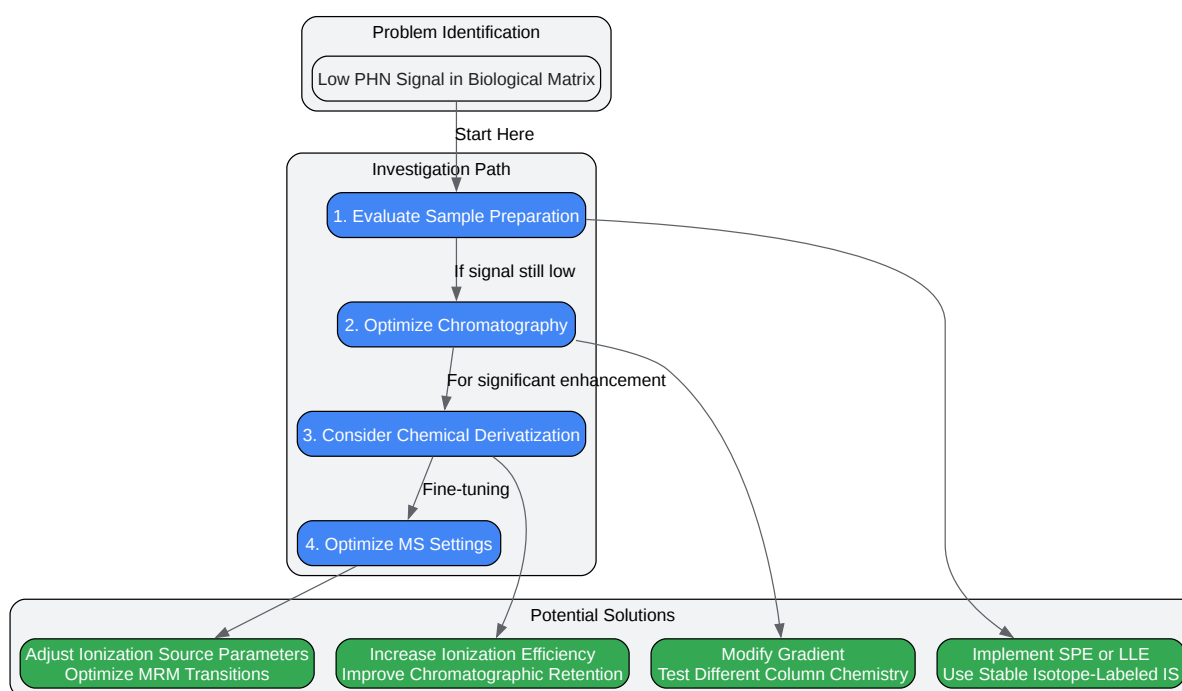 Problem Identification
Low PHN Signal in Biological Matrix
Start Here
Investigation Path
1. Evaluate Sample Preparation
If signal still low
2. Optimize Chromatography
For significant enhancement
3. Consider Chemical Derivatization
Fine-tuning
4. Optimize MS Settings
Potential Solutions
Adjust Ionization Source Parameters
Optimize MRM Transitions
Increase Ionization Efficiency
Improve Chromatographic Retention
Modify Gradient
Test Different Column Chemistry
Implement SPE or LLE
Use Stable Isotope-Labeled IS